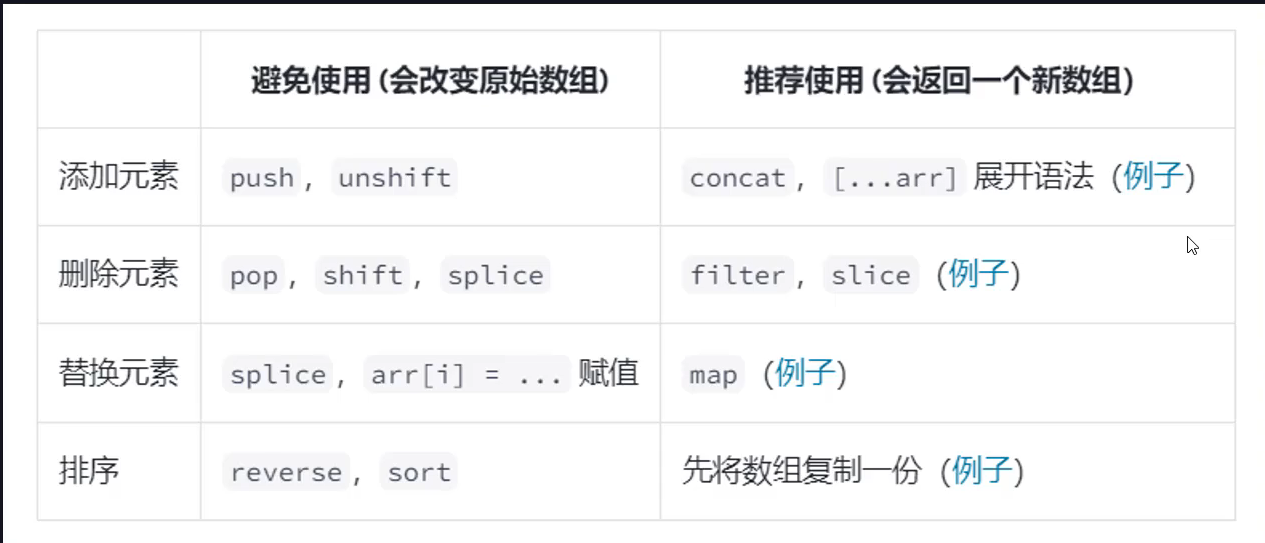 避免使用 (会改变原始数组) 推荐使用 (会返回一个新数组)
添加元素 push, unshift concat, [...arr] 展开语法 (例子)
删除元素 pop, shift, splice filter, slice (例子)
替换元素 splice, arr[i] = ... 赋值 map (例子)
排序 reverse, sort 先将数组复制一份 (例子)